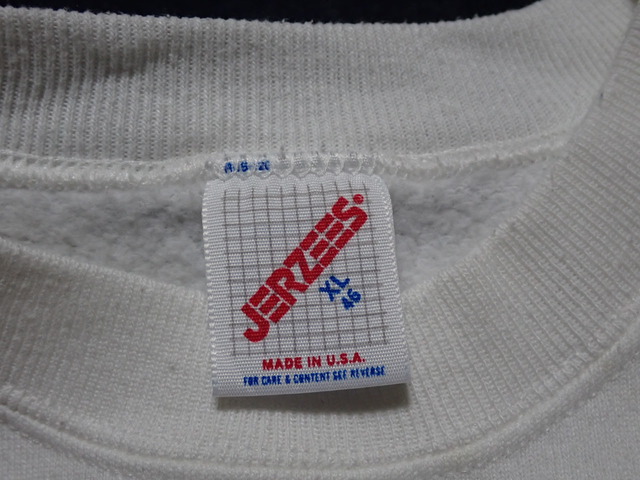 JERZEES®
XL
46
MADE IN U.S.A.
FOR CARE & CONTENT SEE REVERSE